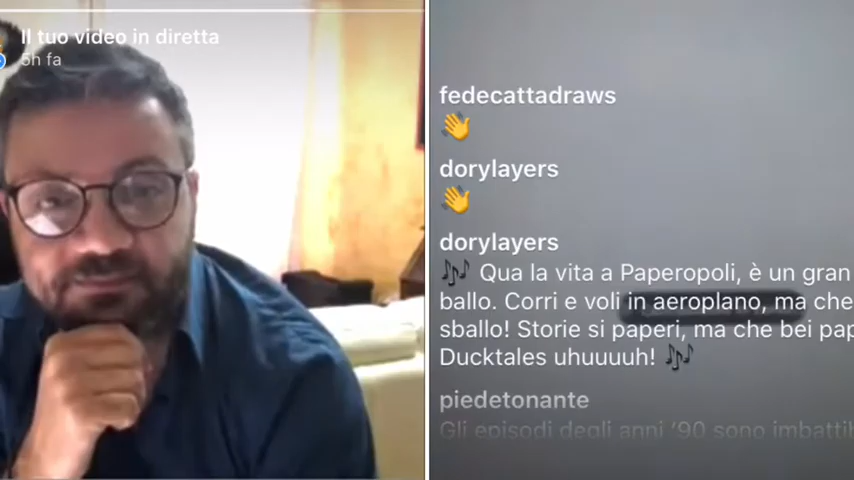 Il tuo video in diretta
5h fa
fedecattadraws
👋
dorylayers
👋
dorylayers
🎶 Qua la vita a Paperopoli, è un gran
ballo. Corri e voli in aeroplano, ma che
sballo! Storie si paperi, ma che bei pap
Ducktales uhuuuuh! 🎶
piedetonante
Gli episodi degli anni ‘90 sono imbattib